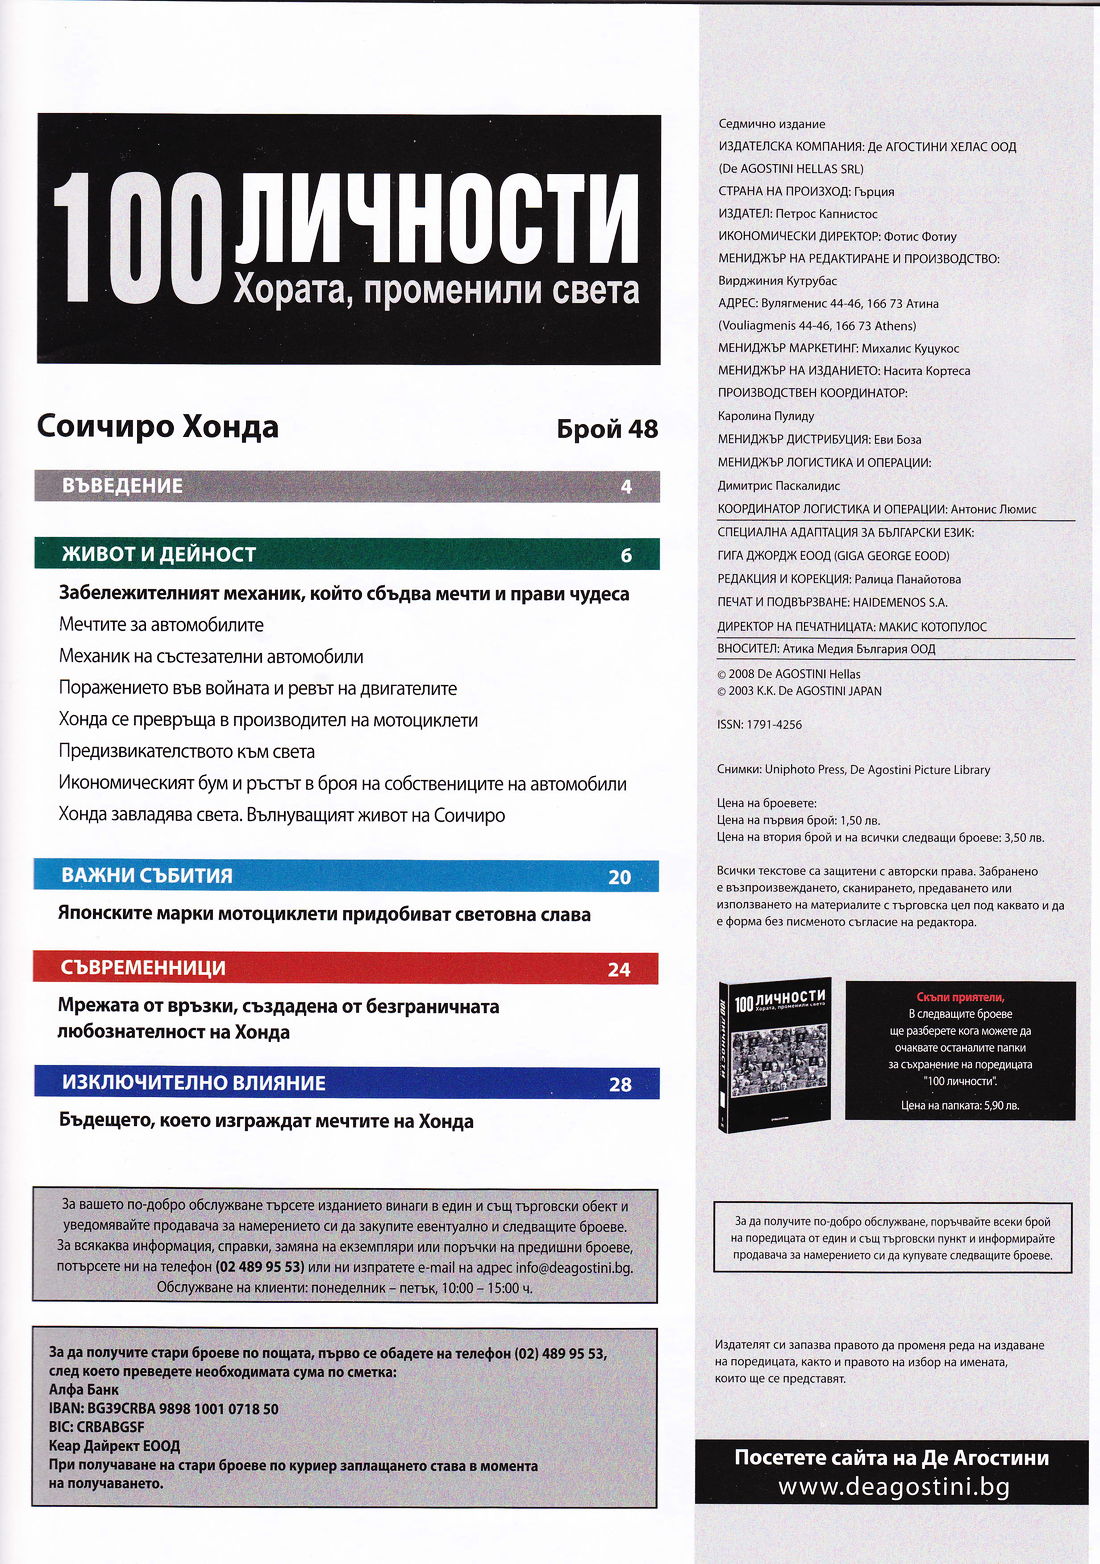 100 ЛИЧНОСТИ
Хората, променили света
Соичиро Хонда
Брой 48
ВЪВЕДЕНИЕ 4
ЖИВОТ И ДЕЙНОСТ 6
Забележителният механик, който сбъдва мечти и прави чудеса
Мечтите за автомобилите
Механик на състезателни автомобили
Поражението във войната и ревът на двигателите
Хонда се превръща в производител на мотоциклети
Предизвикателството към света
Икономическият бум и ръстът в броя на собствениците на автомобили
Хонда завладява света. Вълнуващият живот на Соичиро
ВАЖНИ СЪБИТИЯ 20
Японските марки мотоциклети придобиват световна слава
СЪВРЕМЕННИЦИ 24
Мрежата от връзки, създадена от безграничната
любознателност на Хонда
ИЗКЛЮЧИТЕЛНО ВЛИЯНИЕ 28
Бъдещето, което изграждат мечтите на Хонда
За вашето по-добро обслужване търсете изданието винаги в един и същ търговски обект и
уведомявайте продавача за намерението си да закупите евентуално и следващите броеве.
За всякаква информация, справки, замяна на екземпляри или поръчки на предишни броеве,
потърсете ни на телефон (02 489 95 53) или ни изпратете e-mail на адрес info@deagostini.bg.
Обслужване на клиенти: понеделник – петък, 10:00 – 15:00 ч.
За да получите стари броеве по пощата, първо се обадете на телефон (02) 489 95 53,
след което преведете необходимата сума по сметка:
Алфа Банк
IBAN: BG39CRBA 9898 1001 0718 50
BIC: CRBABGSF
Кеар Дайрект ЕООД
При получаване на стари броеве по куриер заплащането става в момента
на получаването.
Седмично издание
ИЗДАТЕЛСКА КОМПАНИЯ: Де АГОСТИНИ ХЕЛАС ООД
(De AGOSTINI HELLAS SRL)
СТРАНА НА ПРОИЗХОД: Гърция
ИЗДАТЕЛ: Петрос Капнистос
ИКОНОМИЧЕСКИ ДИРЕКТОР: Фотис Фотиу
МЕНИДЖЪР НА РЕДАКТИРАНЕ И ПРОИЗВОДСТВО:
Вирджиния Кутрубас
АДРЕС: Вулягменис 44-46, 166 73 Атина
(Vouliagmenis 44-46, 166 73 Athens)
МЕНИДЖЪР МАРКЕТИНГ: Михалис Куцукос
МЕНИДЖЪР НА ИЗДАНИЕТО: Насита Кортеса
ПРОИЗВОДСТВЕН КООРДИНАТОР:
Каролина Пулиду
МЕНИДЖЪР ДИСТРИБУЦИЯ: Еви Боза
МЕНИДЖЪР ЛОГИСТИКА И ОПЕРАЦИИ:
Димитрис Паскалидис
КООРДИНАТОР ЛОГИСТИКА И ОПЕРАЦИИ: Антонис Люмис
СПЕЦИАЛНА АДАПТАЦИЯ ЗА БЪЛГАРСКИ ЕЗИК:
ГИГА ДЖОРДЖ ЕООД (GIGA GEORGE EOOD)
РЕДАКЦИЯ И КОРЕКЦИЯ: Ралица Панайотова
ПЕЧАТ И ПОДВЪРЗВАНЕ: HAIDEMENOS S.A.
ДИРЕКТОР НА ПЕЧАТНИЦАТА: МАКИС КОТОПУЛОС
ВНОСИТЕЛ: Атика Медия България ООД
© 2008 De AGOSTINI Hellas
© 2003 K.K. De AGOSTINI JAPAN
ISSN: 1791-4256
Снимки: Uniphoto Press, De Agostini Picture Library
Цена на броевете:
Цена на първия брой: 1,50 лв.
Цена на втория брой и на всички следващи броеве: 3,50 лв.
Всички текстове са защитени с авторски права. Забранено
е възпроизвеждането, сканирането, предаването или
използването на материалите с търговска цел под каквато и да
е форма без писменото съгласие на редактора.
100 ЛИЧНОСТИ
Хората, променили света
100 ЛИЧНОСТИ
Скъпи приятели,
В следващите броеве
ще разберете кога можете да
очаквате останалите папки
за съхранение на поредицата
"100 личности".
Цена на папката: 5,90 лв.
За да получите по-добро обслужване, поръчвайте всеки брой
на поредицата от един и същ търговски пункт и информирайте
продавача за намерението си да купувате следващите броеве.
Издателят си запазва правото да променя реда на издаване
на поредицата, както и правото на избор на имената,
които ще се представят.
Посетете сайта на Де Агостини
www.deagostini.bg